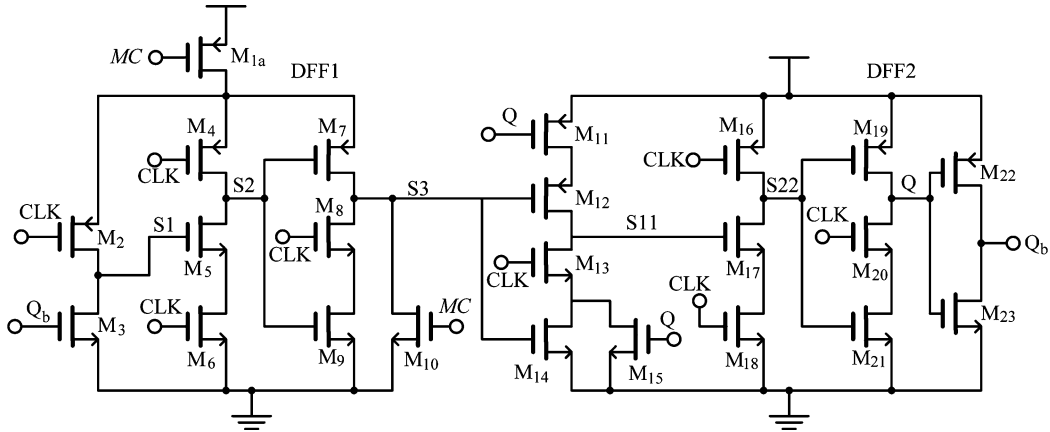 MC
M1a
DFF1
DFF2
M4
M7
Q
M11
M16
M19
CLK
CLK
CLK
S2
S3
M12
S22
Q
M22
CLK
M2
S1
M5
M8
CLK
S11
M13
CLK
M17
CLK
M20
Qb
Qb
M3
CLK
M6
M9
MC
M10
M14
Q
M15
CLK
M18
M21
M23